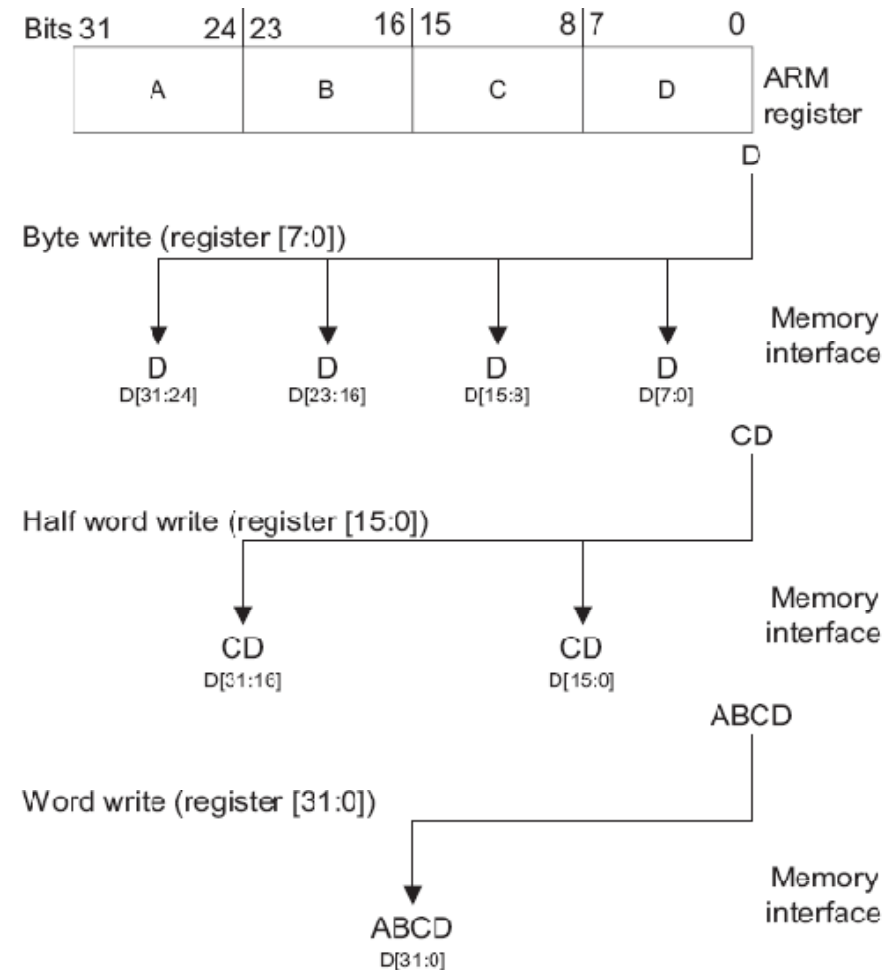 Bits 31 24 23 16 15 8 7 0
A B C D
ARM
register
D
Byte write (register [7:0])
Memory
interface
D D D D
D[31:24] D[23:16] D[15:8] D[7:0]
CD
Half word write (register [15:0])
Memory
interface
CD CD
D[31:16] D[15:0]
ABCD
Word write (register [31:0])
Memory
interface
ABCD
D[31:0]